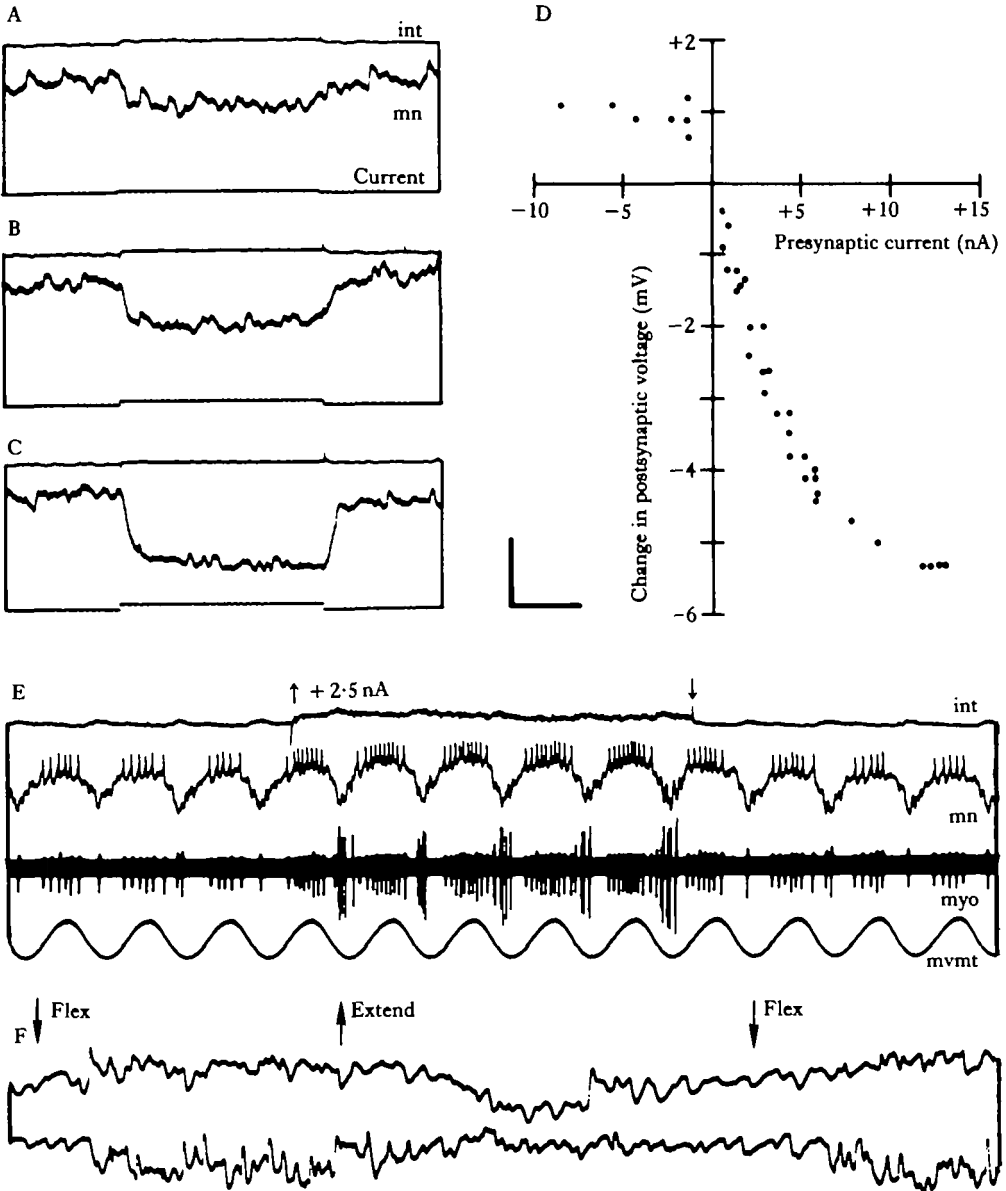 A
int
mn
Current
B
C
D
+2
−10
−5
+5
+10
+15
Presynaptic current (nA)
Change in postsynaptic voltage (mV)
−2
−4
−6
E
+ 2·5 nA
int
mn
myo
mvmt
Flex
Extend
Flex
F